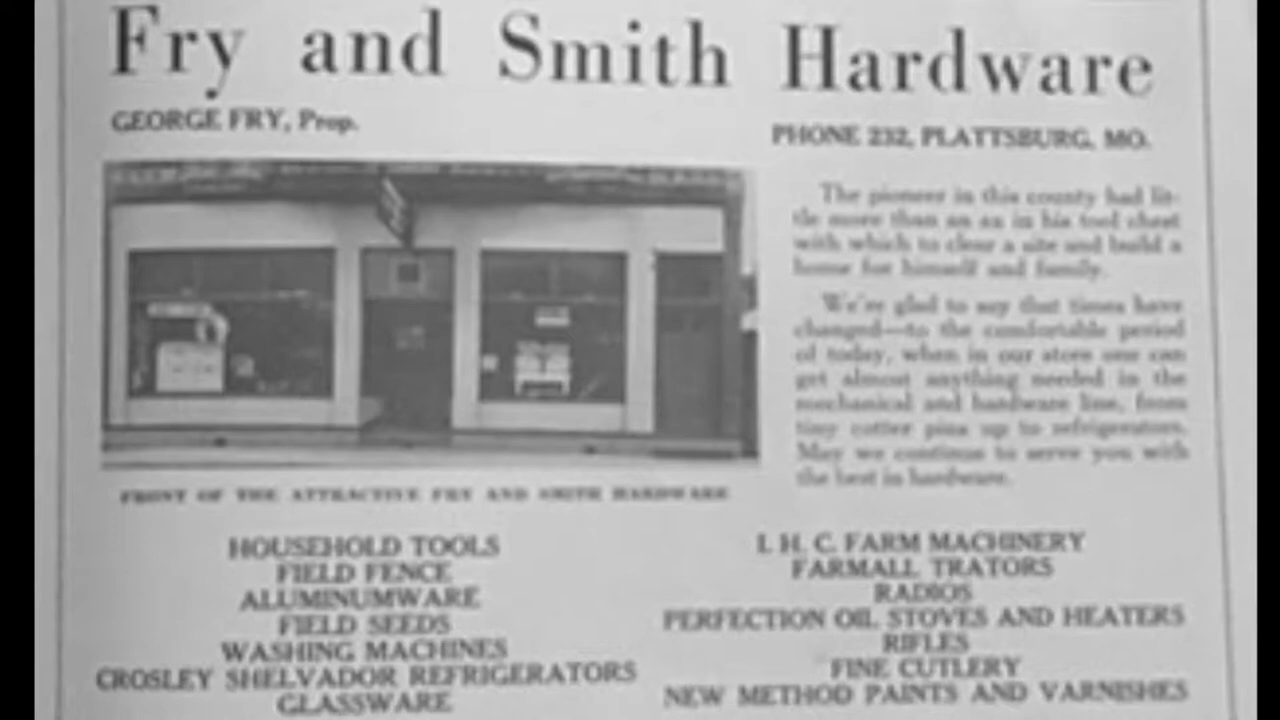 Fry and Smith Hardware
GEORGE FRY, Prop.
PHONE 232, PLATTSBURG, MO.
The pioneer in this county had lit-
tle more than an ax in his tool chest
with which to clear a site and build a
home for himself and family.
We're glad to say that times have
changed—to the comfortable period
of today, when in our store one can
get almost anything needed in the
mechanical and hardware line, from
tiny cotter pins up to refrigerators.
May we continue to serve you with
the best in hardware.
FRONT OF THE ATTRACTIVE FRY AND SMITH HARDWARE
HOUSEHOLD TOOLS
FIELD FENCE
ALUMINUMWARE
FIELD SEEDS
WASHING MACHINES
CROSLEY SHELVADOR REFRIGERATORS
GLASSWARE
I. H. C. FARM MACHINERY
FARMALL TRATORS
RADIOS
PERFECTION OIL STOVES AND HEATERS
RIFLES
FINE CUTLERY
NEW METHOD PAINTS AND VARNISHES